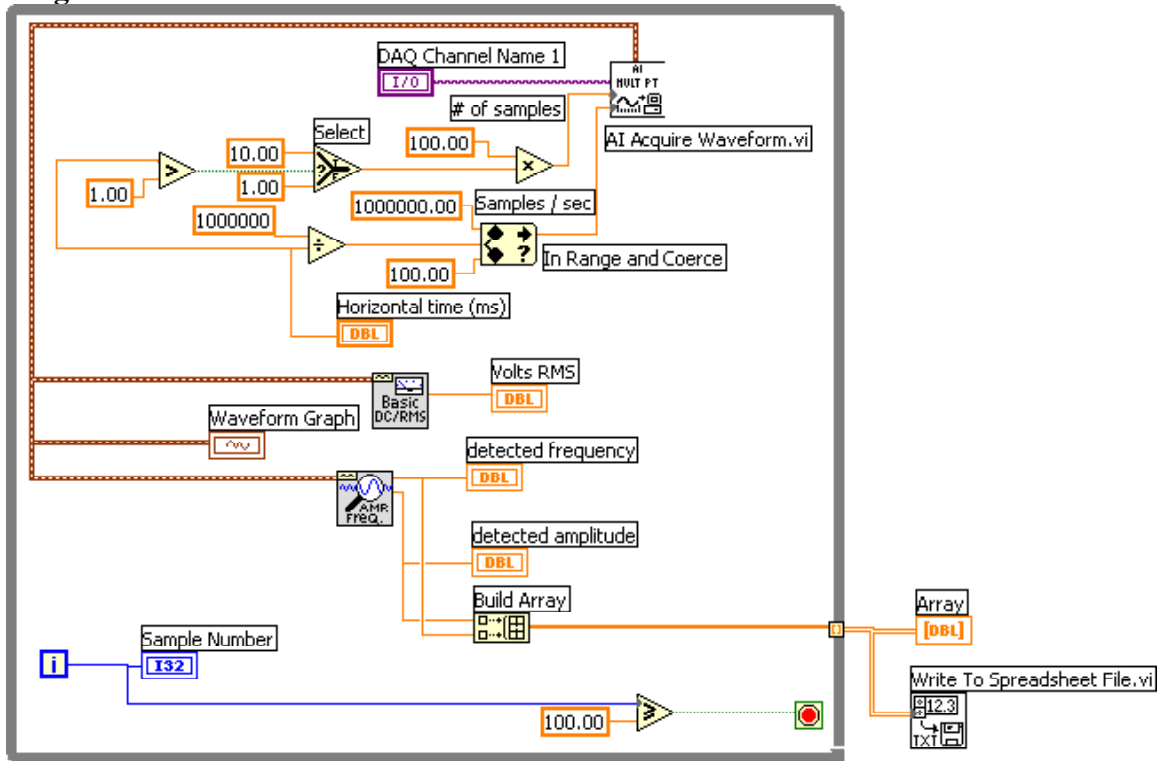 DAQ Channel Name 1
I/O
AI
MULT PT
AI Acquire Waveform.vi
# of samples
100.00
Select
10.00
1.00
1.00
>
?
T
F
x
1000000
÷
1000000.00
Samples / sec
?
In Range and Coerce
100.00
Horizontal time (ms)
DBL
Volts RMS
DBL
Basic
DC/RMS
Waveform Graph
detected frequency
DBL
AMP
Freq.
detected amplitude
DBL
Build Array
Array
[DBL]
Sample Number
i
I32
Write To Spreadsheet File.vi
12.3
TXT
100.00
≥